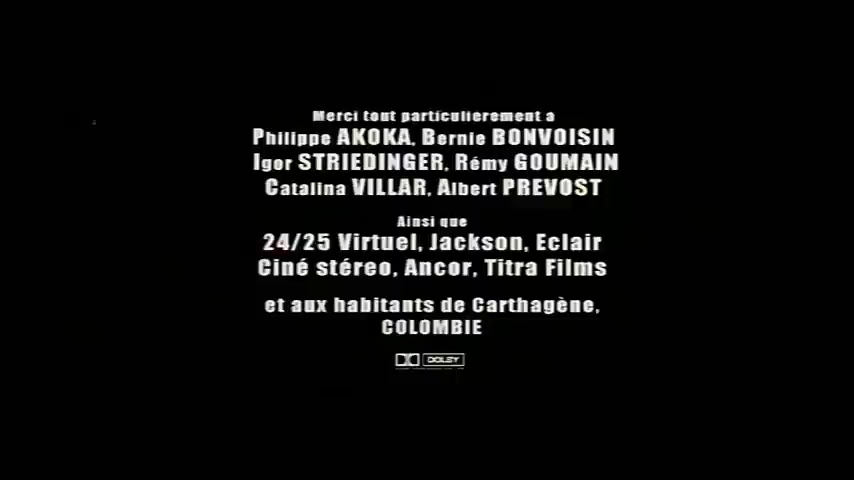 Merci tout particulierement a
Philippe AKOKA, Bernie BONVOISIN
Igor STRIEDINGER, Rémy GOUMAIN
Catalina VILLAR, Albert PREVOST
Ainsi que
24/25 Virtuel, Jackson, Eclair
Ciné stéreo, Ancor, Titra Films
et aux habitants de Carthagène,
COLOMBIE
DOLBY